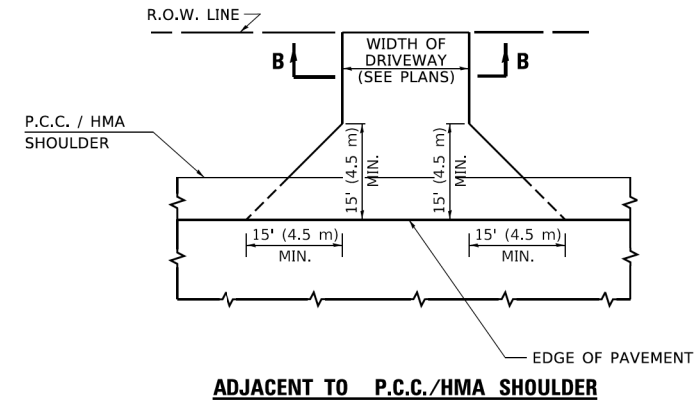 R.O.W. LINE
B
WIDTH OF
DRIVEWAY
(SEE PLANS)
B
P.C.C. / HMA
SHOULDER
15' (4.5 m)
MIN.
15' (4.5 m)
MIN.
15' (4.5 m)
MIN.
15' (4.5 m)
MIN.
EDGE OF PAVEMENT
ADJACENT TO P.C.C./HMA SHOULDER